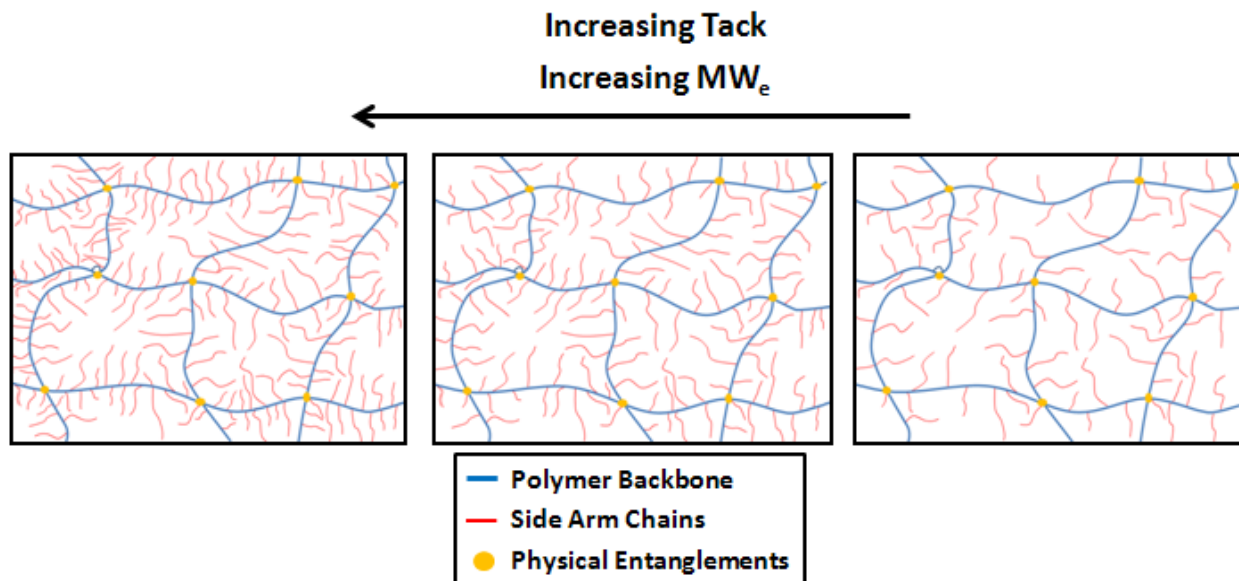 Increasing Tack
Increasing MWₑ
Polymer Backbone
Side Arm Chains
Physical Entanglements